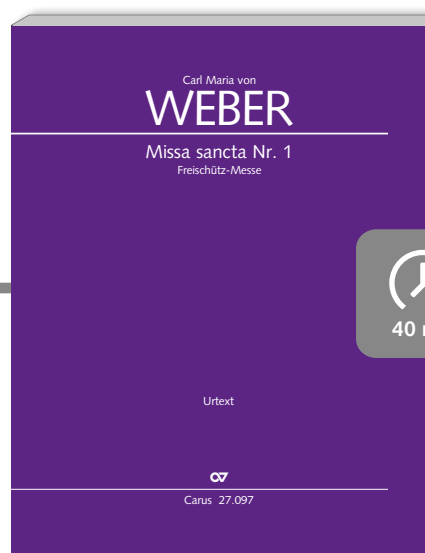 Carl Maria von
WEBER
Missa sancta Nr. 1
Freischütz-Messe
40
Urtext
Carus 27.097